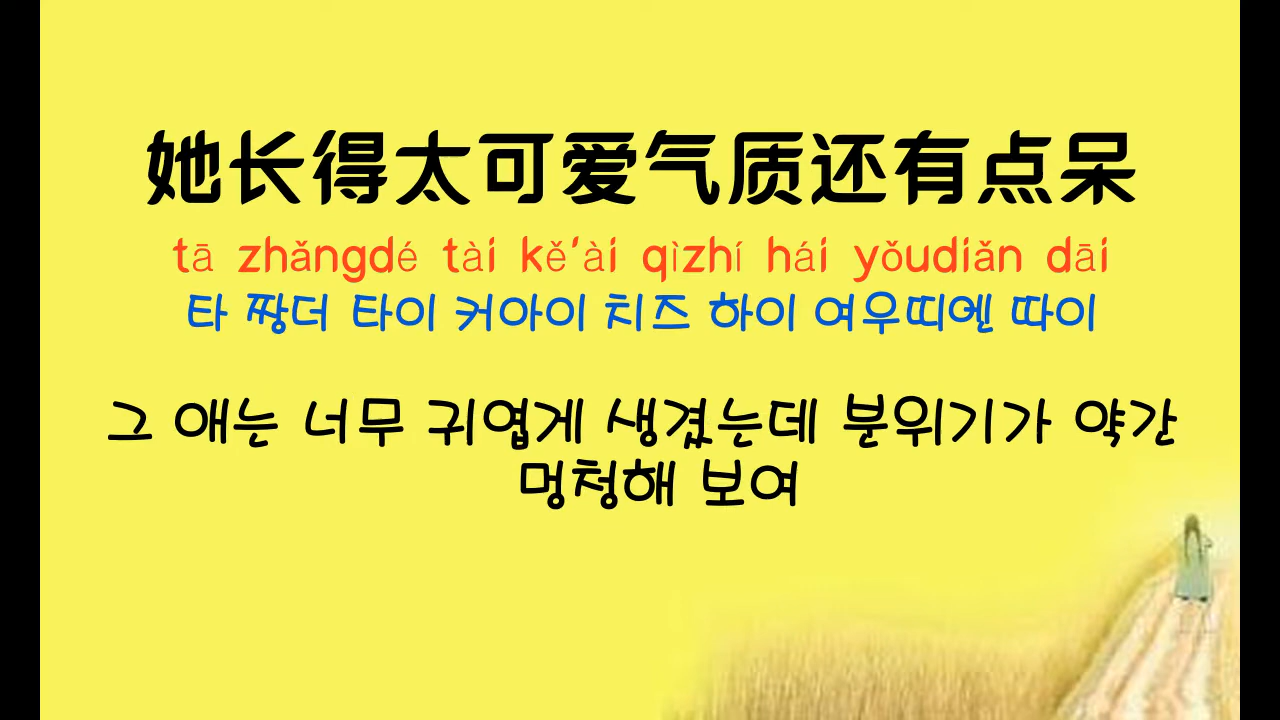 她长得太可爱气质还有点呆
tā zhǎngdé tài kě'ài qìzhí hái yǒudiǎn dāi
타 짱더 타이 커아이 치즈 하이 여우띠엔 따이
그 애는 너무 귀엽게 생겼는데 분위기가 약간
멍청해 보여